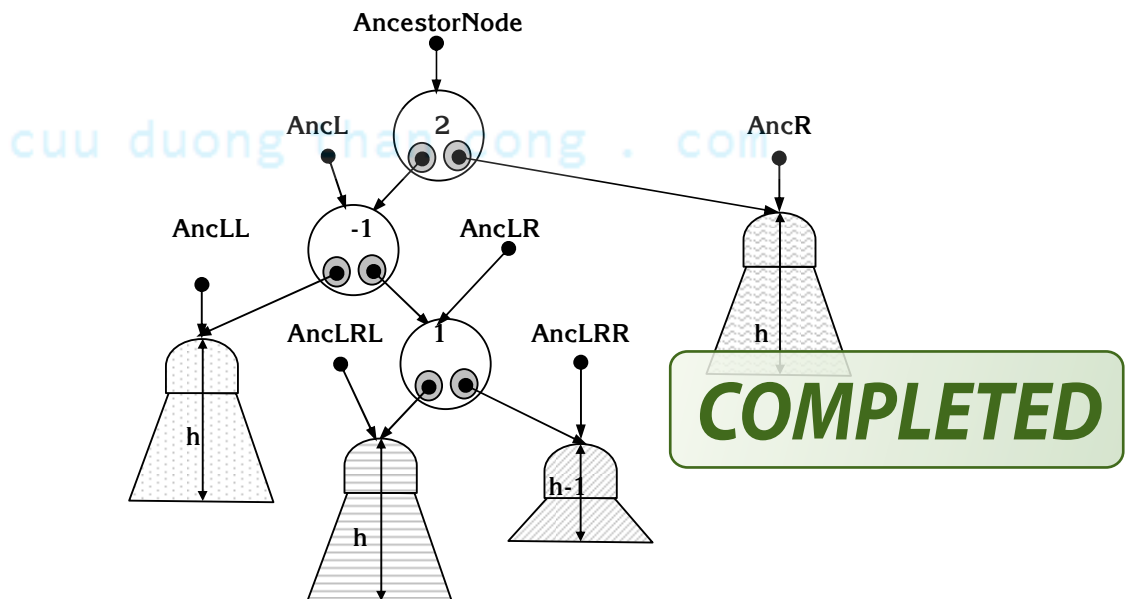 AncestorNode
2
AncL
AncR
cuu duong than cong . com
AncLL
-1
AncLR
AncLRL
1
AncLRR
h
h
h-1
h
COMPLETED